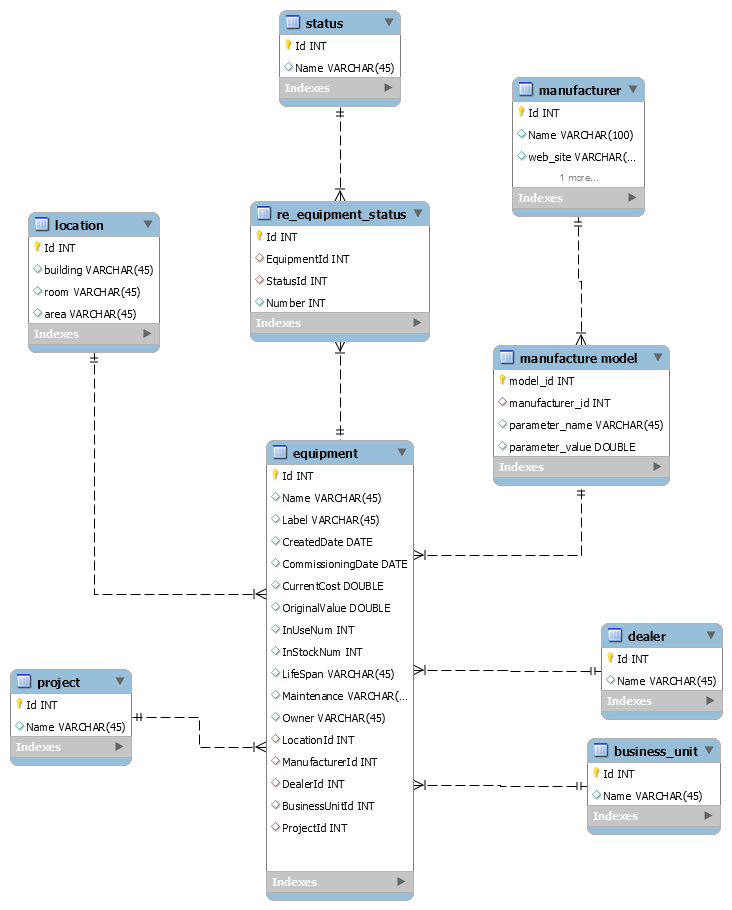 status
Id INT
Name VARCHAR(45)
Indexes
manufacturer
Id INT
Name VARCHAR(100)
web_site VARCHAR(...
1 more...
Indexes
re_equipment_status
Id INT
EquipmentId INT
StatusId INT
Number INT
Indexes
location
Id INT
building VARCHAR(45)
room VARCHAR(45)
area VARCHAR(45)
Indexes
manufacture model
model_id INT
manufacturer_id INT
parameter_name VARCHAR(45)
parameter_value DOUBLE
Indexes
equipment
Id INT
Name VARCHAR(45)
Label VARCHAR(45)
CreatedDate DATE
CommissioningDate DATE
CurrentCost DOUBLE
OriginalValue DOUBLE
InUseNum INT
InStockNum INT
LifeSpan VARCHAR(45)
Maintenance VARCHAR(...
Owner VARCHAR(45)
LocationId INT
ManufacturerId INT
DealerId INT
BusinessUnitId INT
ProjectId INT
Indexes
dealer
Id INT
Name VARCHAR(45)
Indexes
project
Id INT
Name VARCHAR(45)
Indexes
business_unit
Id INT
Name VARCHAR(45)
Indexes